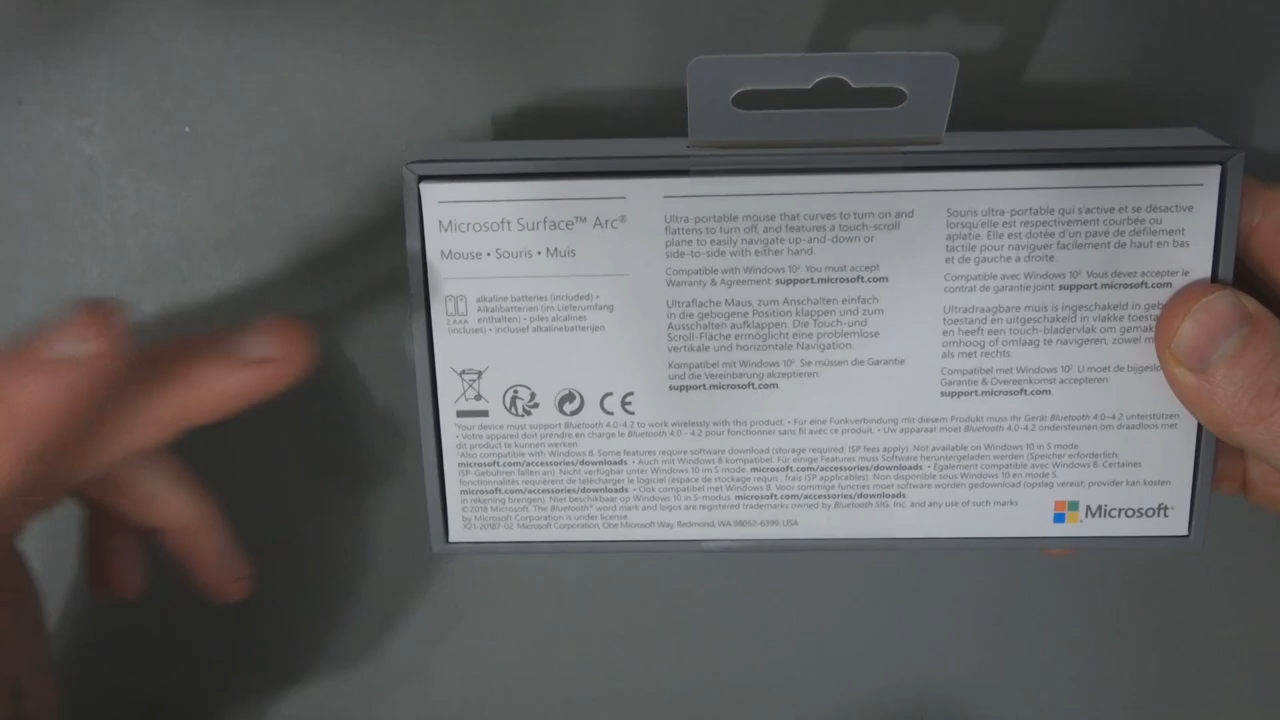 Microsoft Surface™ Arc®
Mouse • Souris • Muis
alkaline batteries (included) •
Alkalibatterien (im Lieferumfang
enthalten) • piles alcalines
(incluses) • inclusief alkalinebatterijen
2 AAA
CE
Ultra-portable mouse that curves to turn on and
flattens to turn off, and features a touch-scroll
plane to easily navigate up-and-down or
side-to-side with either hand.
Compatible with Windows 10². You must accept
Warranty & Agreement: support.microsoft.com.
Ultraflache Maus, zum Anschalten einfach
in die gebogene Position klappen und zum
Ausschalten aufklappen. Die Touch-und
Scroll-Fläche ermöglicht eine problemlose
vertikale und horizontale Navigation.
Kompatibel mit Windows 10². Sie müssen die Garantie
und die Vereinbarung akzeptieren:
support.microsoft.com.
Souris ultra-portable qui s'active et se désactive
lorsqu'elle est respectivement courbée ou
aplatie. Elle est dotée d'un pavé de défilement
tactile pour naviguer facilement de haut en bas
et de gauche à droite.
Compatible avec Windows 10². Vous devez accepter le
contrat de garantie joint: support.microsoft.com.
Ultradraagbare muis is ingeschakeld in geb
toestand en uitgeschakeld in vlakke toesta
en heeft een touch-bladervlak om gemak
omhoog of omlaag te navigeren, zowel m
als met rechts.
Compatibel met Windows 10². U moet de bijgeslo
Garantie & Overeenkomst accepteren:
support.microsoft.com.
¹Your device must support Bluetooth 4.0-4.2 to work wirelessly with this product. • Für eine Funkverbindung mit diesem Produkt muss Ihr Gerät Bluetooth 4.0–4.2 unterstützen
• Votre appareil doit prendre en charge le Bluetooth 4.0 - 4.2 pour fonctionner sans fil avec ce produit. • Uw apparaat moet Bluetooth 4.0-4.2 ondersteunen om draadloos met
dit product te kunnen werken.
²Also compatible with Windows 8. Some features require software download (storage required; ISP fees apply). Not available on Windows 10 in S mode.
microsoft.com/accessories/downloads. • Auch mit Windows 8 kompatibel. Für einige Features muss Software heruntergeladen werden (Speicher erforderlich;
ISP-Gebühren fallen an). Nicht verfügbar unter Windows 10 im S mode. microsoft.com/accessories/downloads. • Également compatible avec Windows 8. Certaines
fonctionnalités requièrent de télécharger le logiciel (espace de stockage requis ; frais ISP applicables). Non disponible sous Windows 10 en mode S.
microsoft.com/accessories/downloads • Ook compatibel met Windows 8. Voor sommige functies moet software worden gedownload (opslag vereist; provider kan kosten
in rekening brengen). Niet beschikbaar op Windows 10 in S-modus. microsoft.com/accessories/downloads
©2018 Microsoft. The Bluetooth® word mark and logos are registered trademarks owned by Bluetooth SIG, Inc. and any use of such marks
by Microsoft Corporation is under license.
X21-20187-02 Microsoft Corporation, One Microsoft Way, Redmond, WA 98052-6399, USA
Microsoft